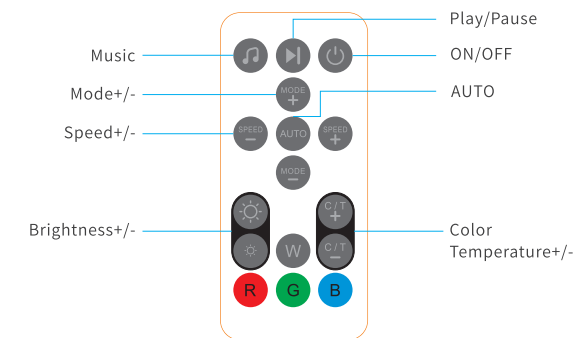 Play/Pause
Music
ON/OFF
Mode+/-
MODE
+
AUTO
Speed+/-
SPEED
−
AUTO
SPEED
+
MODE
−
C/T
+
Brightness+/-
W
C/T
−
Color
Temperature+/-
R
G
B